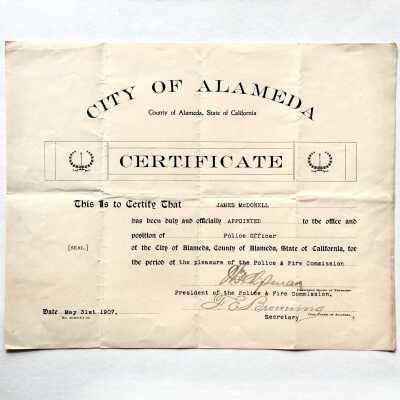 CITY OF ALAMEDA
County of Alameda, State of California
CERTIFICATE
This Is to Certify That JAMES McDONELL
has been duly and officially APPOINTED to the office and
position of Police Officer
[SEAL] of the City of Alameda, County of Alameda, State of California, for
the period of the pleasure of the Police & Fire Commission
President of the Police & Fire Commission.
T. E. Browning
Date May 31st 1907. Secretary